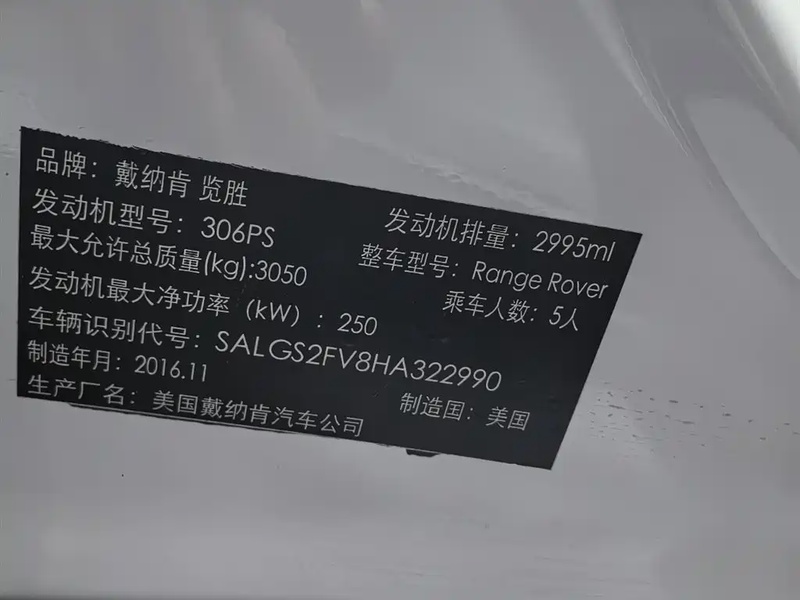 品牌：戴纳肯 览胜
发动机型号：306PS 发动机排量：2995ml
最大允许总质量(kg):3050 整车型号：Range Rover
发动机最大净功率（kW）：250 乘车人数：5人
车辆识别代号：SALGS2FV8HA322990
制造年月：2016.11 制造国：美国
生产厂名：美国戴纳肯汽车公司